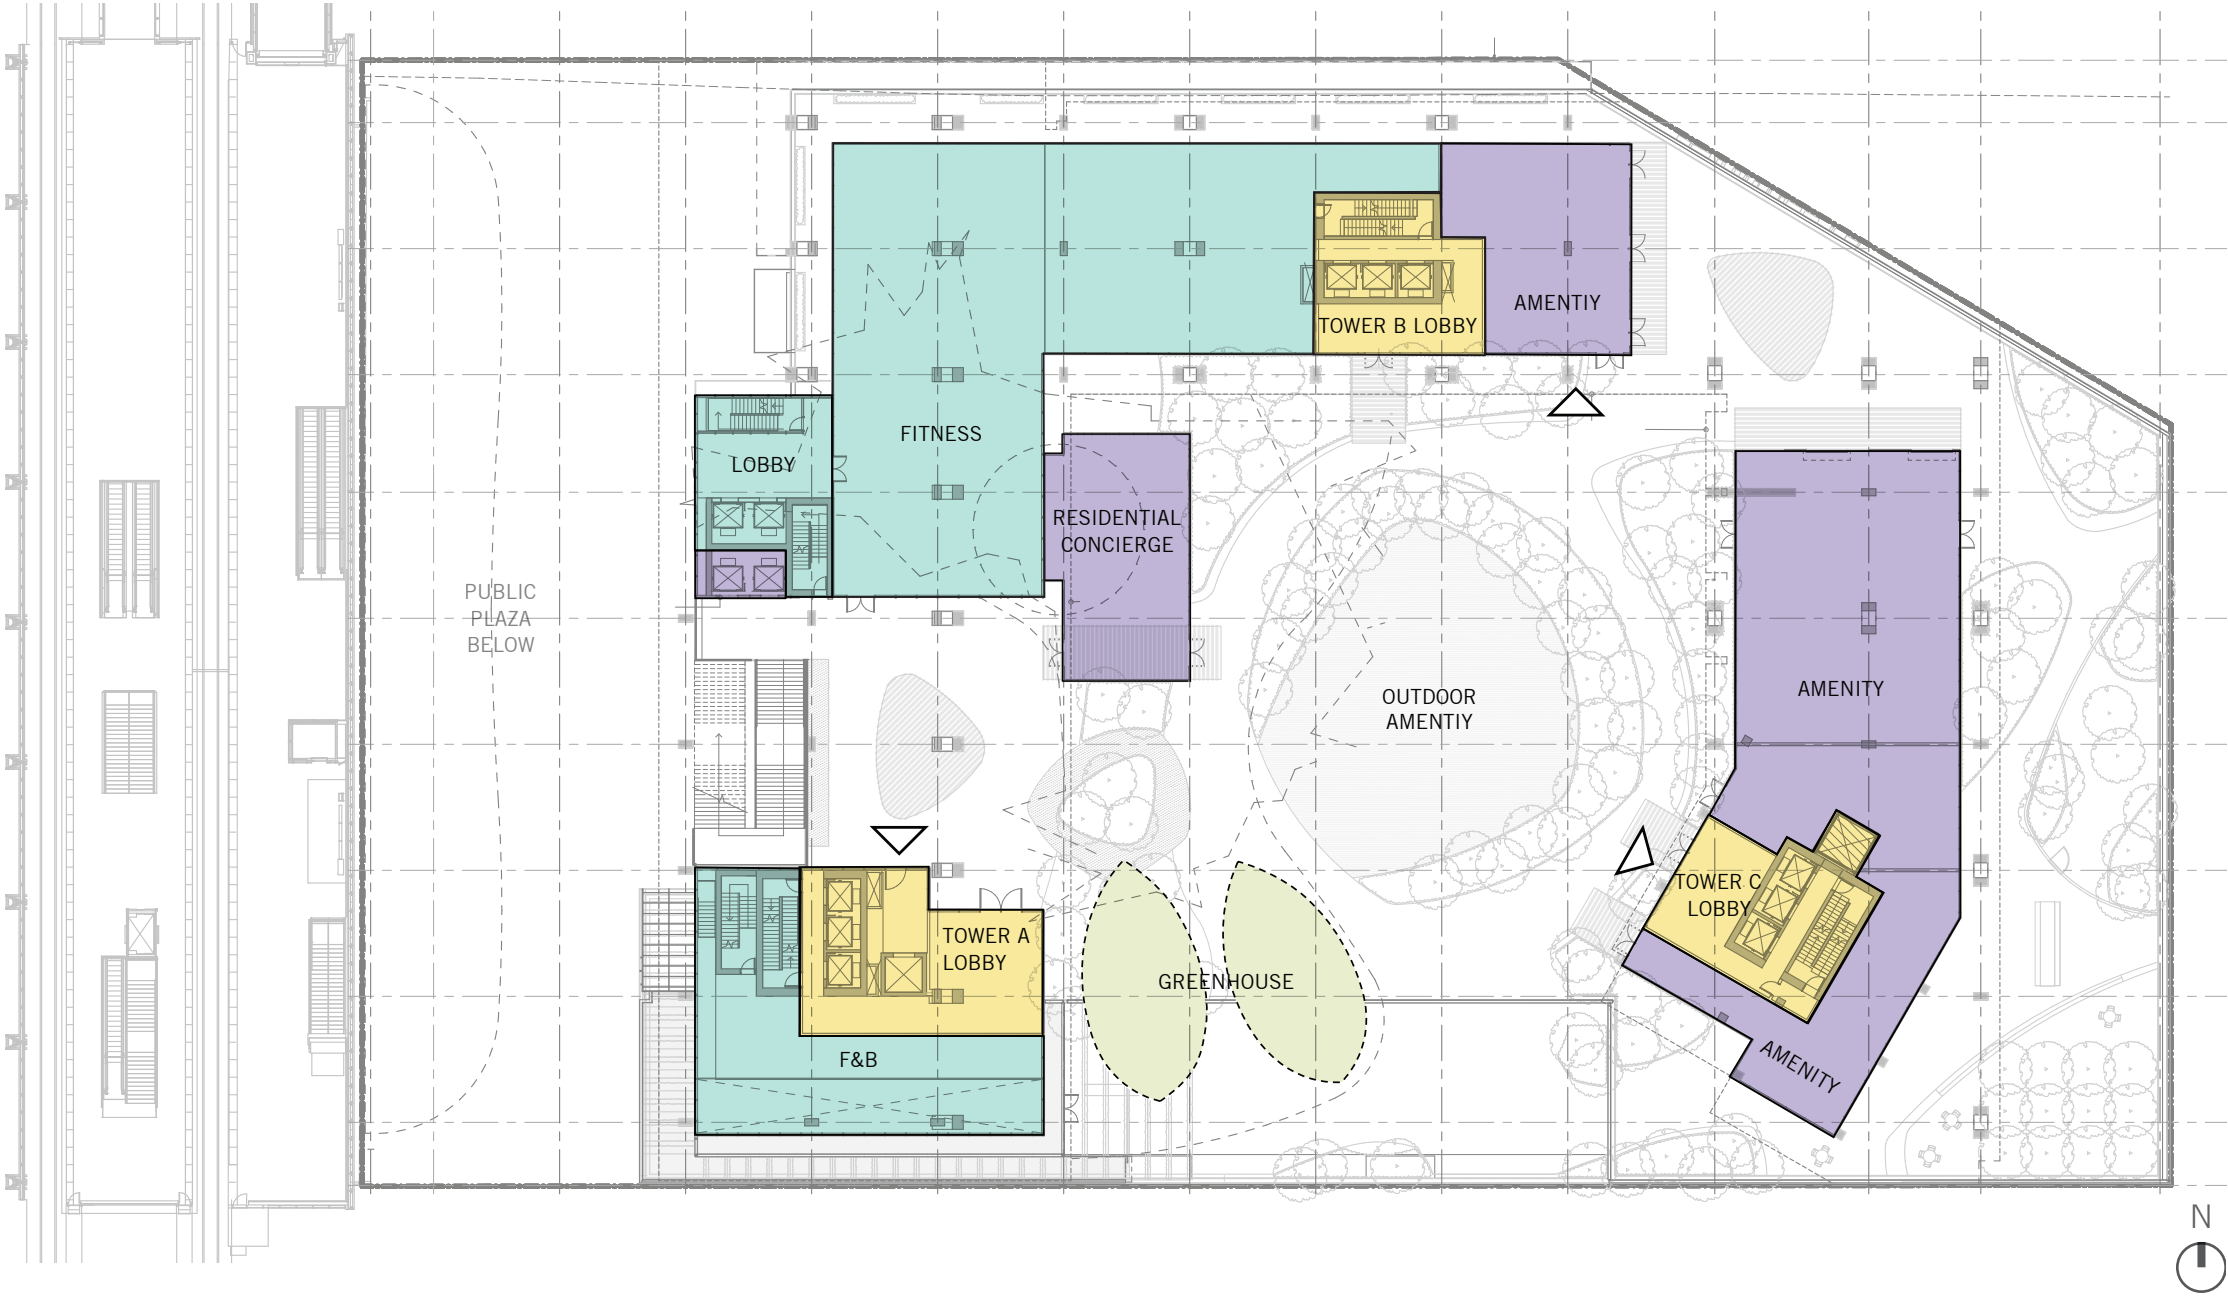 AMENTIY
TOWER B LOBBY
FITNESS
LOBBY
RESIDENTIAL
CONCIERGE
PUBLIC
PLAZA
BELOW
OUTDOOR
AMENTIY
AMENITY
TOWER C
LOBBY
TOWER A
LOBBY
GREENHOUSE
F&B
AMENITY
N